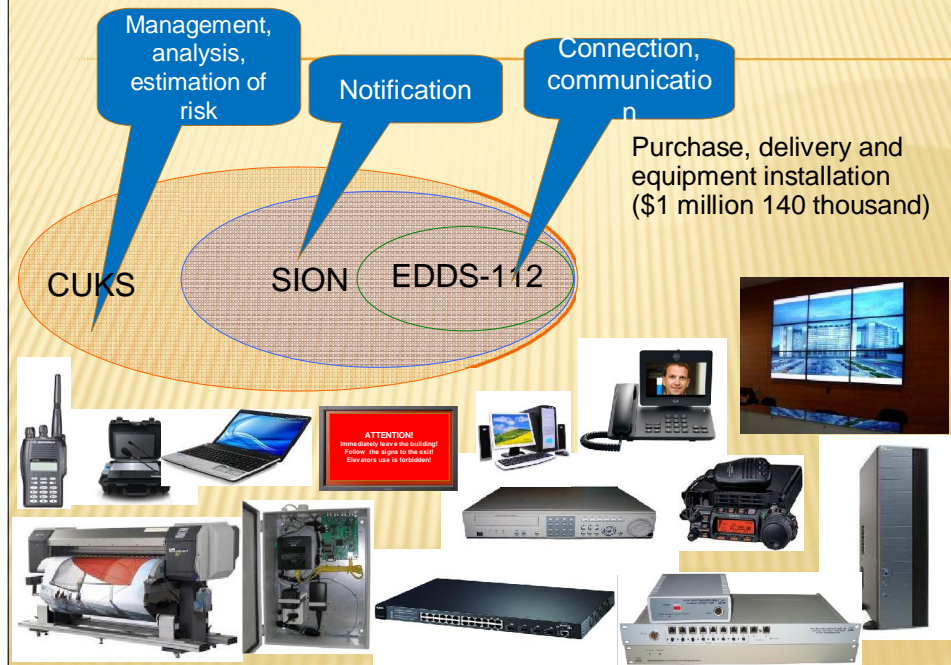 Management,
analysis,
estimation of
risk
Notification
Connection,
communicatio
n
Purchase, delivery and
equipment installation
($1 million 140 thousand)
CUKS
SION
EDDS-112
ATTENTION!
Immediately leave the building!
Follow the signs to the exit!
Elevators use is forbidden!